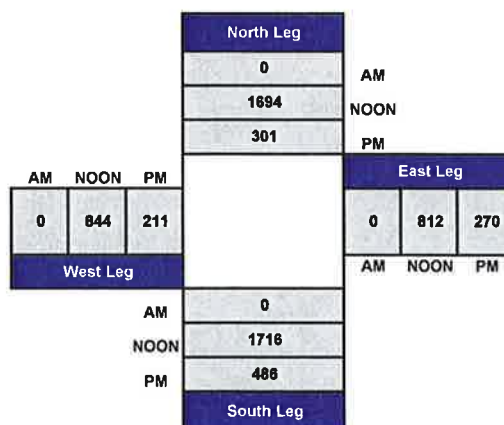 North Leg
0
AM
1694
NOON
301
PM
AM NOON PM
East Leg
0 844 211
0 812 270
West Leg
AM NOON PM
AM
0
NOON
1716
PM
486
South Leg